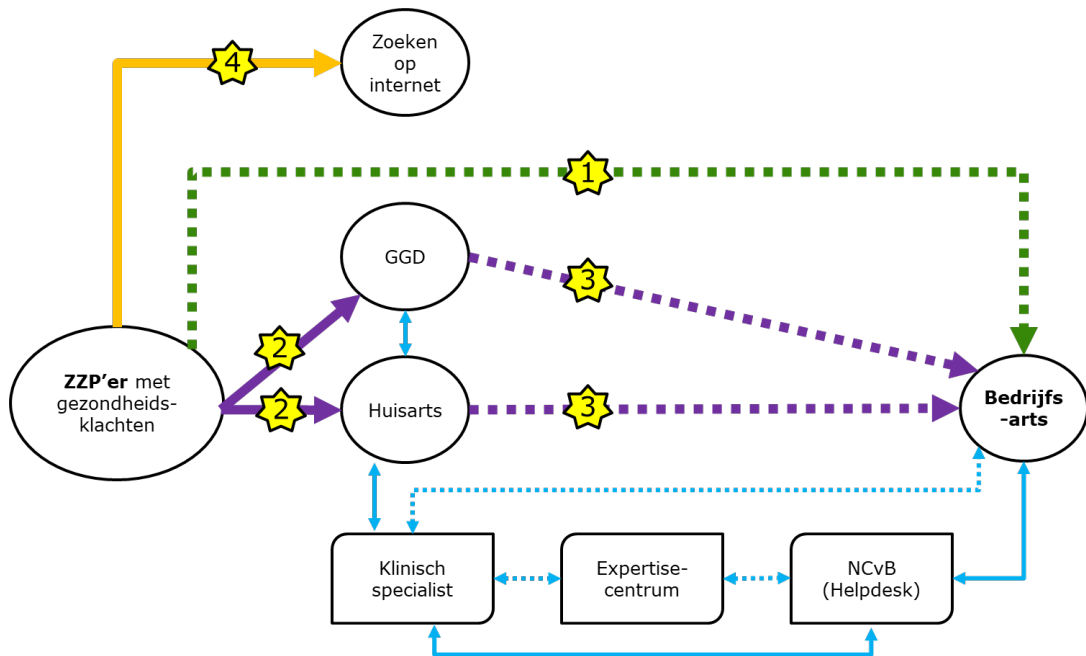 Zoeken
op
internet
4
1
GGD
3
2
ZZP'er met
gezondheids-
klachten
2
Huisarts
3
Bedrijfs
-arts
Klinisch
specialist
Expertise-
centrum
NCvB
(Helpdesk)